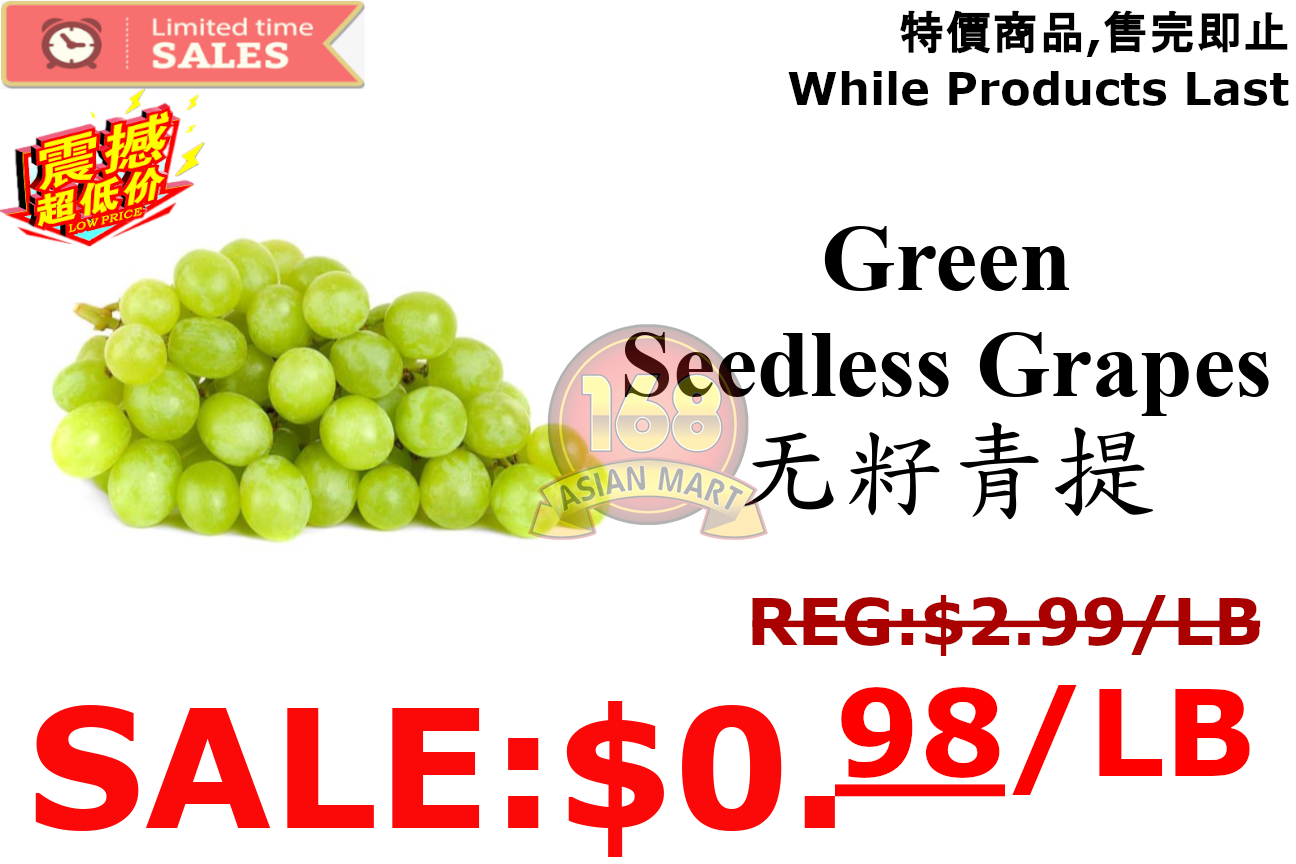 Limited time
SALES
特價商品,售完即止
While Products Last
震撼
超低价
LOW PRICE
Green
Seedless Grapes
无籽青提
168
ASIAN MART
REG:$2.99/LB
SALE:$0.98/LB